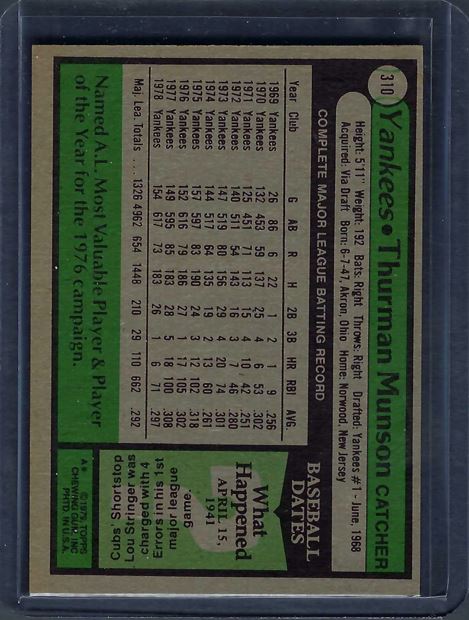 310
Yankees • Thurman Munson CATCHER
Height: 5'11" Weight: 192 Bats: Right Throws: Right Drafted: Yankees #1 - June, 1968
Acquired: Via Draft Born: 6-7-47, Akron, Ohio Home: Norwood, New Jersey
COMPLETE MAJOR LEAGUE BATTING RECORD
Year Club G AB R H 2B 3B HR RBI AVG.
1969 Yankees 26 86 6 22 1 2 1 9 .256
1970 Yankees 132 453 59 137 25 4 6 53 .302
1971 Yankees 125 451 71 113 15 4 10 42 .251
1972 Yankees 140 511 54 143 16 3 7 46 .280
1973 Yankees 147 519 80 156 29 4 20 74 .301
1974 Yankees 144 517 64 135 19 2 13 60 .261
1975 Yankees 157 597 83 190 24 3 12 102 .318
1976 Yankees 152 616 79 186 27 1 17 105 .302
1977 Yankees 149 595 85 183 28 5 18 100 .308
1978 Yankees 154 617 73 183 26 1 6 71 .297
Maj. Lea. Totals .... 1326 4962 654 1448 210 29 110 662 .292
Named A.L. Most Valuable Player & Player
of the Year for the 1976 campaign.
BASEBALL
DATES
What
Happened
APRIL 15,
1941
Cubs' Shortstop
Lou Stringer was
charged with 4
Errors in his 1st
major league
game.
A* © 1979 TOPPS
CHEWING GUM, INC.
PRTD. IN U.S.A.